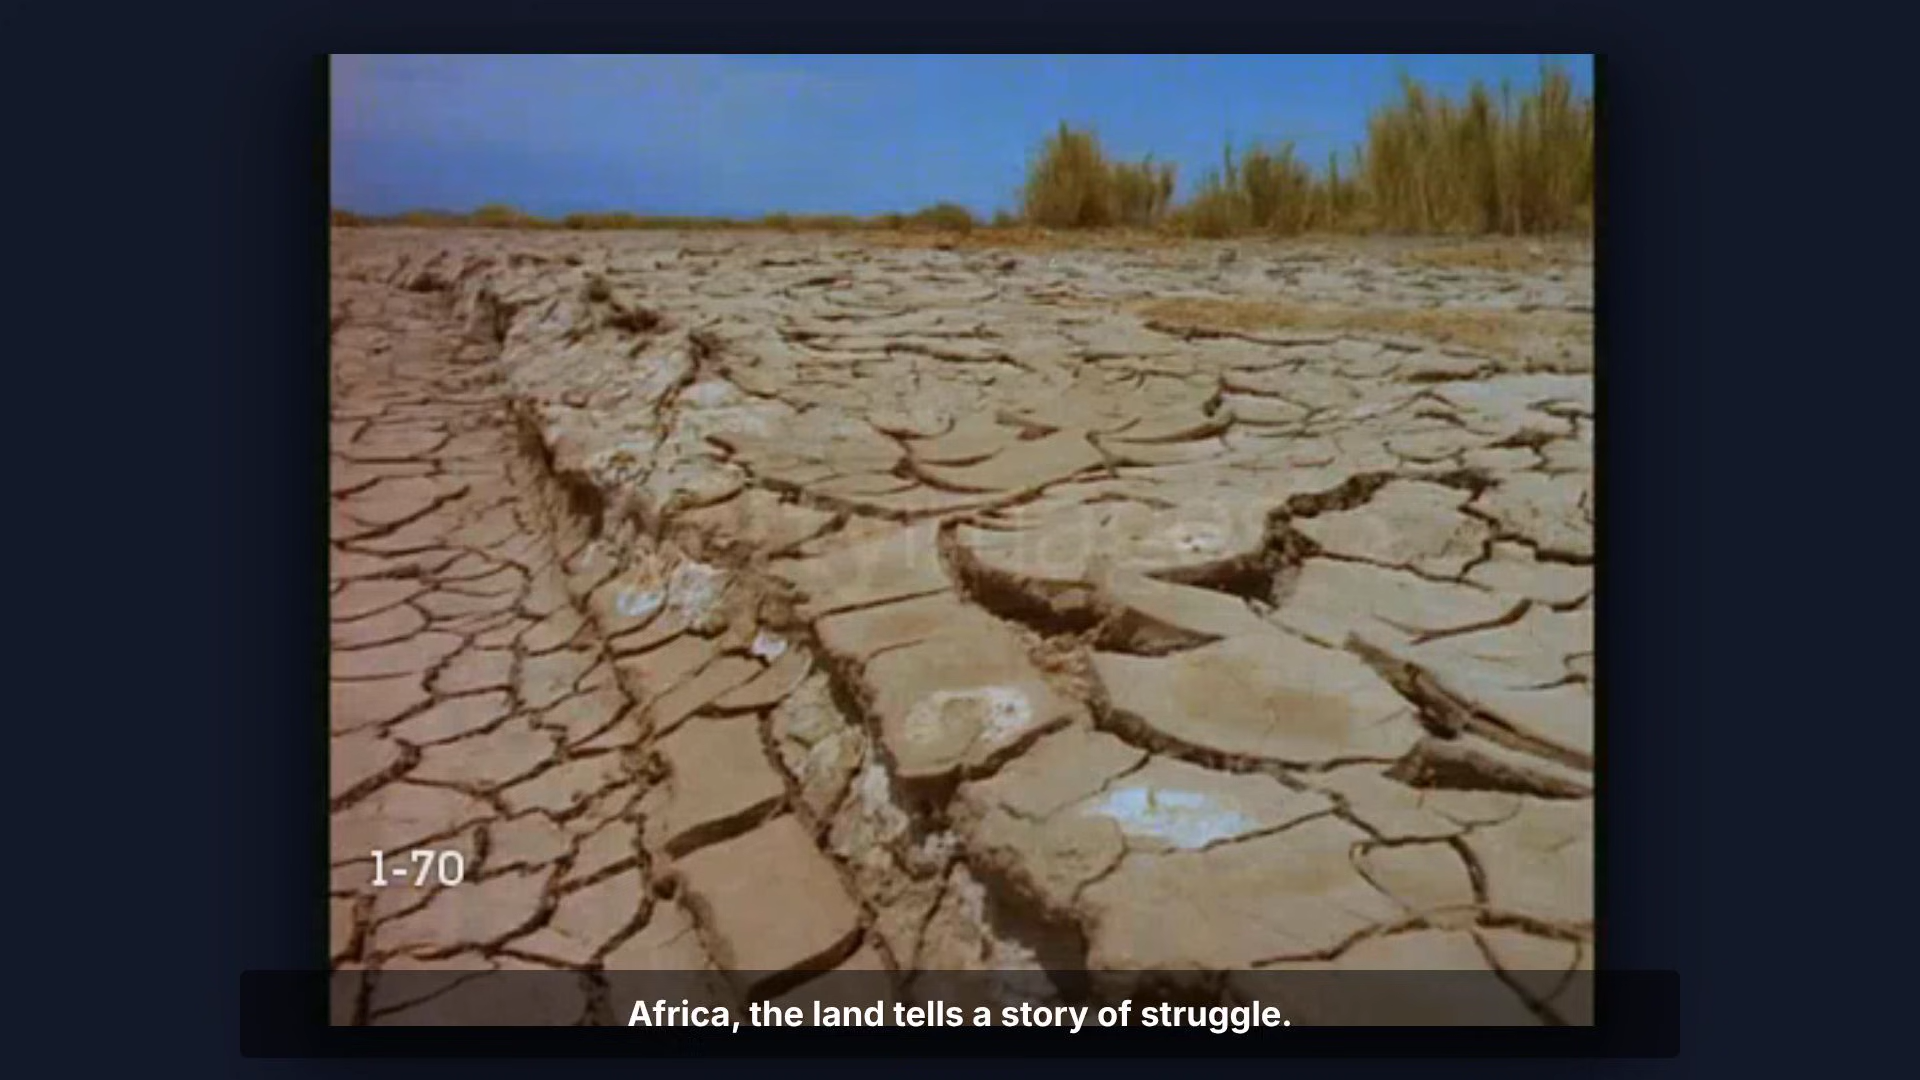 1-70
Africa, the land tells a story of struggle.